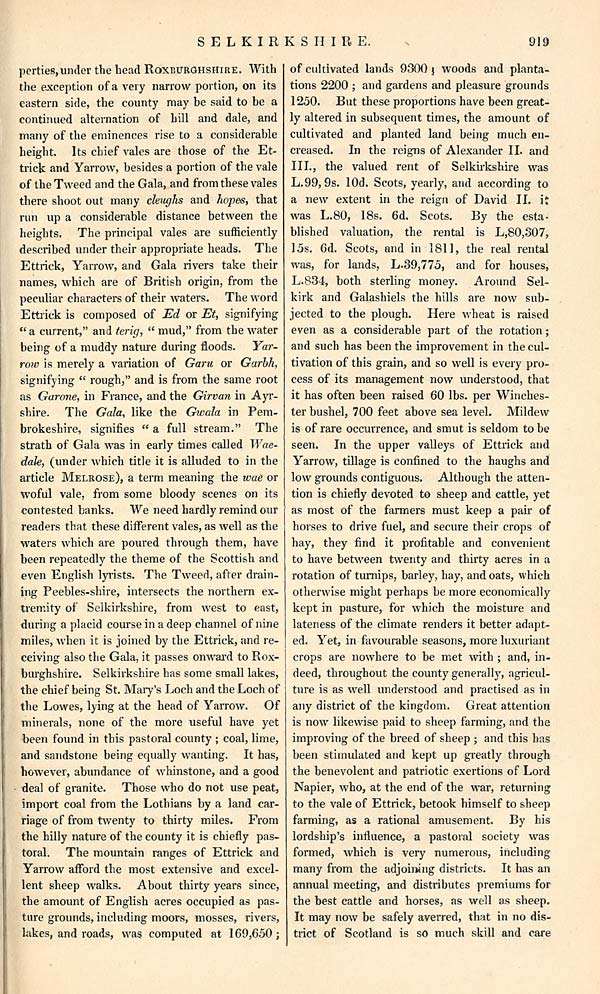 SELKIRKSHIRE.
919
perties, under the head ROXBURGHSHIRE. With
the exception of a very narrow portion, on its
eastern side, the county may be said to be a
continued alternation of hill and dale, and
many of the eminences rise to a considerable
height. Its chief vales are those of the Et-
trick and Yarrow, besides a portion of the vale
of the Tweed and the Gala, and from these vales
there shoot out many cleughs and hopes, that
run up a considerable distance between the
heights. The principal vales are sufficiently
described under their appropriate heads. The
Ettrick, Yarrow, and Gala rivers take their
names, which are of British origin, from the
peculiar characters of their waters. The word
Ettrick is composed of Ed or Et, signifying
“ a current,” and terig, “ mud,” from the water
being of a muddy nature during floods. Yar-
row is merely a variation of Garu or Garbh,
signifying “ rough,” and is from the same root
as Garone, in France, and the Girvan in Ayr-
shire. The Gala, like the Gwala in Pem-
brokeshire, signifies “ a full stream.” The
strath of Gala was in early times called Wae-
dale, (under which title it is alluded to in the
article MELROSE), a term meaning the wae or
woful vale, from some bloody scenes on its
contested banks. We need hardly remind our
readers that these different vales, as well as the
waters which are poured through them, have
been repeatedly the theme of the Scottish and
even English lyrists. The Tweed, after drain-
ing Peebles-shire, intersects the northern ex-
tremity of Selkirkshire, from west to east,
during a placid course in a deep channel of nine
miles, when it is joined by the Ettrick, and re-
ceiving also the Gala, it passes onward to Rox-
burghshire. Selkirkshire has some small lakes,
the chief being St. Mary's Loch and the Loch of
the Lowes, lying at the head of Yarrow. Of
minerals, none of the more useful have yet
been found in this pastoral county ; coal, lime,
and sandstone being equally wanting. It has,
however, abundance of whinstone, and a good
deal of granite. Those who do not use peat,
import coal from the Lothians by a land car-
riage of from twenty to thirty miles. From
the hilly nature of the county it is chiefly pas-
toral. The mountain ranges of Ettrick and
Yarrow afford the most extensive and excel-
lent sheep walks. About thirty years since,
the amount of English acres occupied as pas-
ture grounds, including moors, mosses, rivers,
lakes, and roads, was computed at 169,650 ;
of cultivated lands 9300 ; woods and planta-
tions 2200 ; and gardens and pleasure grounds
1250. But these proportions have been great-
ly altered in subsequent times, the amount of
cultivated and planted land being much en-
creased. In the reigns of Alexander II. and
III., the valued rent of Selkirkshire was
L.99, 9s. 10d. Scots, yearly, and according to
a new extent in the reign of David II. it
was L.80, 18s. 6d. Scots. By the esta-
blished valuation, the rental is L,80,307,
15s. 6d. Scots, and in 1811, the real rental
was, for lands, L.39,775, and for houses,
L.834, both sterling money. Around Sel-
kirk and Galashiels the hills are now sub-
jected to the plough. Here wheat is raised
even as a considerable part of the rotation ;
and such has been the improvement in the cul-
tivation of this grain, and so well is every pro-
cess of its management now understood, that
it has often been raised 60 lbs. per Winches-
ter bushel, 700 feet above sea level. Mildew
is of rare occurrence, and smut is seldom to be
seen. In the upper valleys of Ettrick and
Yarrow, tillage is confined to the haughs and
low grounds contiguous. Although the atten-
tion is chiefly devoted to sheep and cattle, yet
as most of the farmers must keep a pair of
horses to drive fuel, and secure their crops of
hay, they find it profitable and convenient
to have between twenty and thirty acres in a
rotation of turnips, barley, hay, and oats, which
otherwise might perhaps be more economically
kept in pasture, for which the moisture and
lateness of the climate renders it better adapt-
ed. Yet, in favourable seasons, more luxuriant
crops are nowhere to be met with ; and, in-
deed, throughout the county generally, agricul-
ture is as well understood and practised as in
any district of the kingdom. Great attention
is now likewise paid to sheep farming, and the
improving of the breed of sheep ; and this has
been stimulated and kept up greatly through
the benevolent and patriotic exertions of Lord
Napier, who, at the end of the war, returning
to the vale of Ettrick, betook himself to sheep
farming, as a rational amusement. By his
lordship's influence, a pastoral society was
formed, which is very numerous, including
many from the adjoining districts. It has an
annual meeting, and distributes premiums for
the best cattle and horses, as well as sheep.
It may now be safely averred, that in no dis-
trict of Scotland is so much skill and care